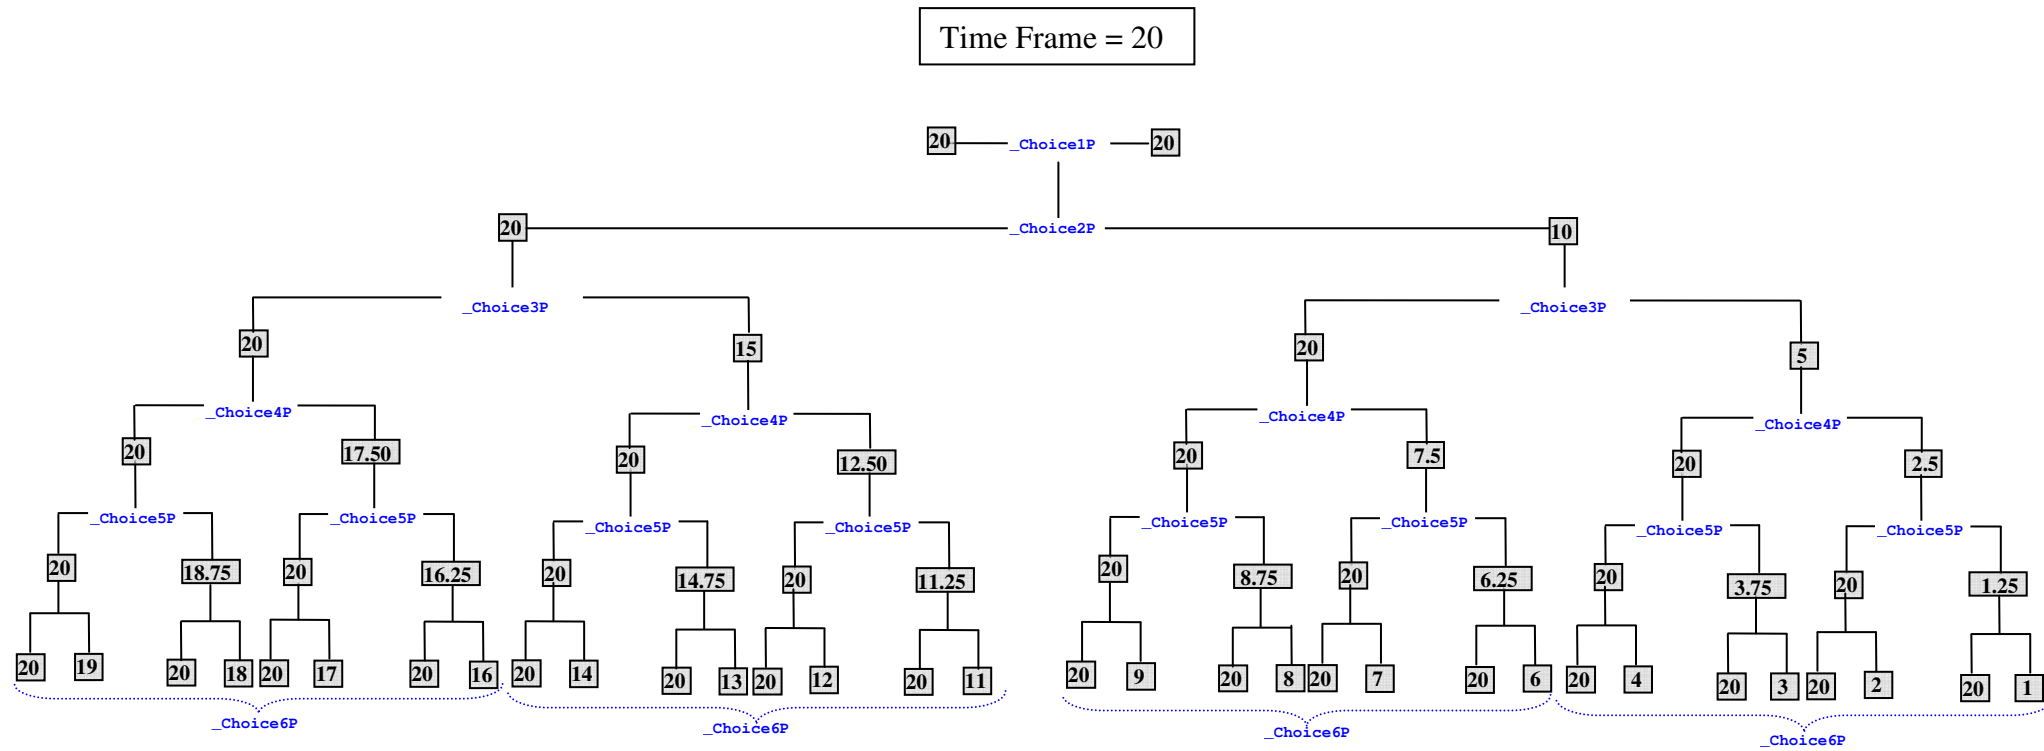 Time Frame = 20
20 _Choice1P 20
20 _Choice2P 10
_Choice3P _Choice3P
20 15 20 5
_Choice4P _Choice4P _Choice4P _Choice4P
20 17.50 20 12.50 20 7.5 20 2.5
_Choice5P _Choice5P _Choice5P _Choice5P _Choice5P _Choice5P _Choice5P _Choice5P
20 18.75 20 16.25 20 14.75 20 11.25 20 8.75 20 6.25 20 3.75 20 1.25
20 19 20 18 20 17 20 16 20 14 20 13 20 12 20 11 20 9 20 8 20 7 20 6 20 4 20 3 20 2 20 1
_Choice6P _Choice6P _Choice6P _Choice6P